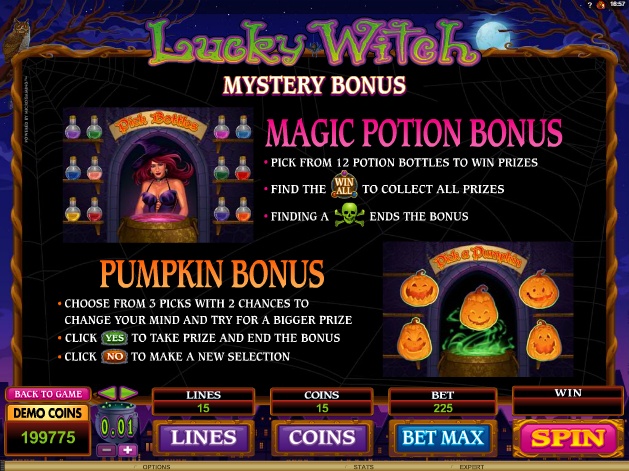 ? 16:57
Lucky Witch
MYSTERY BONUS
POWERED BY MICROGAMING™
Pick Bottles
MAGIC POTION BONUS
• PICK FROM 12 POTION BOTTLES TO WIN PRIZES
• FIND THE WIN ALL TO COLLECT ALL PRIZES
• FINDING A ENDS THE BONUS
PUMPKIN BONUS
• CHOOSE FROM 3 PICKS WITH 2 CHANCES TO
CHANGE YOUR MIND AND TRY FOR A BIGGER PRIZE
• CLICK YES TO TAKE PRIZE AND END THE BONUS
• CLICK NO TO MAKE A NEW SELECTION
Pick a Pumpkin
BACK TO GAME
DEMO COINS
199775
0.01
- +
LINES
15
LINES
COINS
15
COINS
BET
225
BET MAX
WIN
SPIN
OPTIONS STATS EXPERT